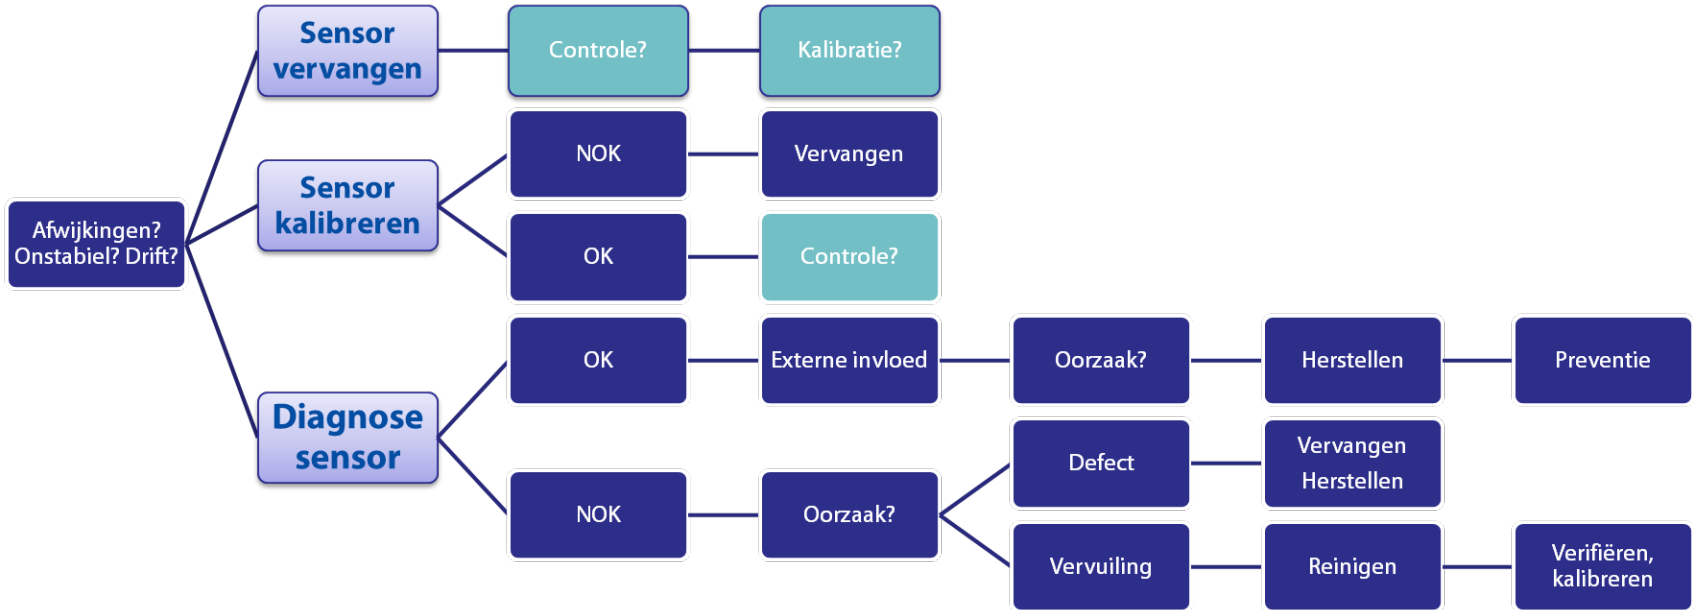 Sensor
vervangen
Controle?
Kalibratie?
Sensor
kalibreren
NOK
Vervangen
OK
Controle?
Afwijkingen?
Onstabiel? Drift?
Diagnose
sensor
OK
Externe invloed
Oorzaak?
Herstellen
Preventie
NOK
Oorzaak?
Defect
Vervangen
Herstellen
Vervuiling
Reinigen
Verifiëren,
kalibreren